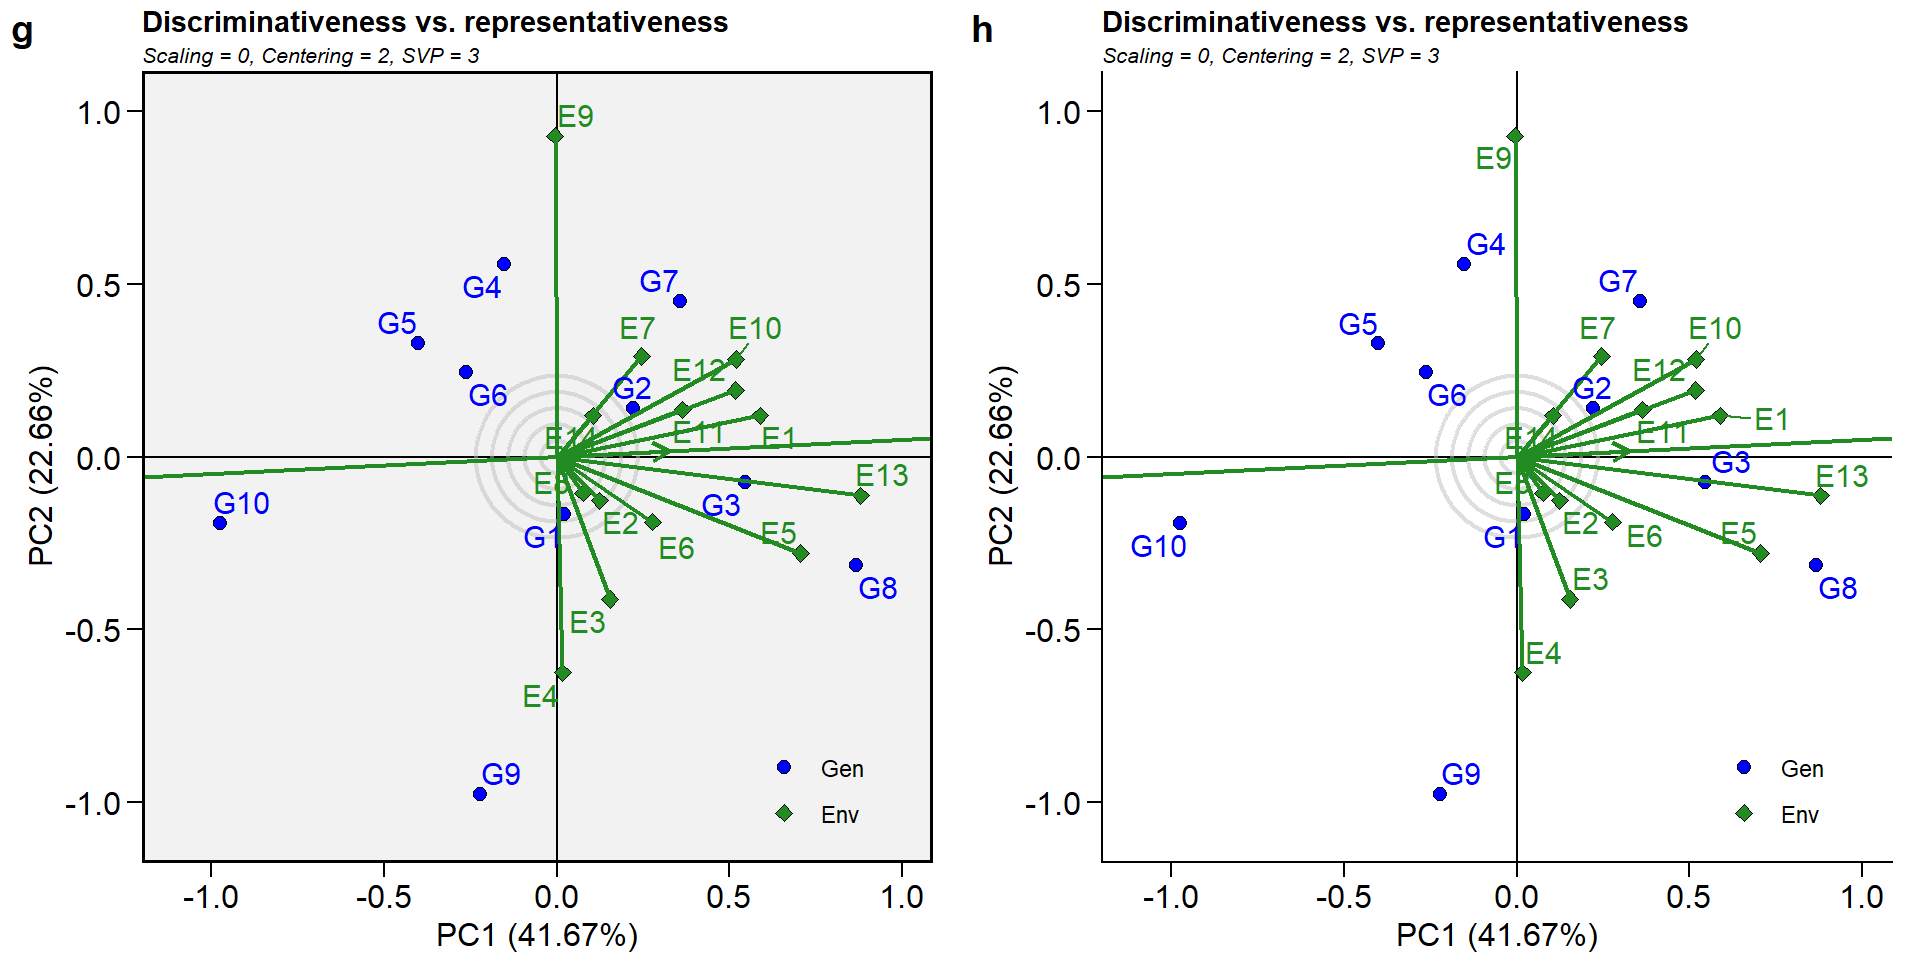 g
Discriminativeness vs. representativeness
Scaling = 0, Centering = 2, SVP = 3
PC2 (22.66%)
1.0
0.5
0.0
-0.5
-1.0
E9
G4
G7
G5
E7
E10
E12
G6
G2
E11
E1
E13
G10
G3
G1
E2
E5
E6
G8
E3
E4
G9
Gen
Env
-1.0
-0.5
0.0
0.5
1.0
PC1 (41.67%)
h
Discriminativeness vs. representativeness
Scaling = 0, Centering = 2, SVP = 3
PC2 (22.66%)
1.0
0.5
0.0
-0.5
-1.0
E9
G4
G7
G5
E7
E10
E12
G6
G2
E11
E1
G3
E13
G10
G1
E2
E6
E5
G8
E3
E4
G9
Gen
Env
-1.0
-0.5
0.0
0.5
1.0
PC1 (41.67%)